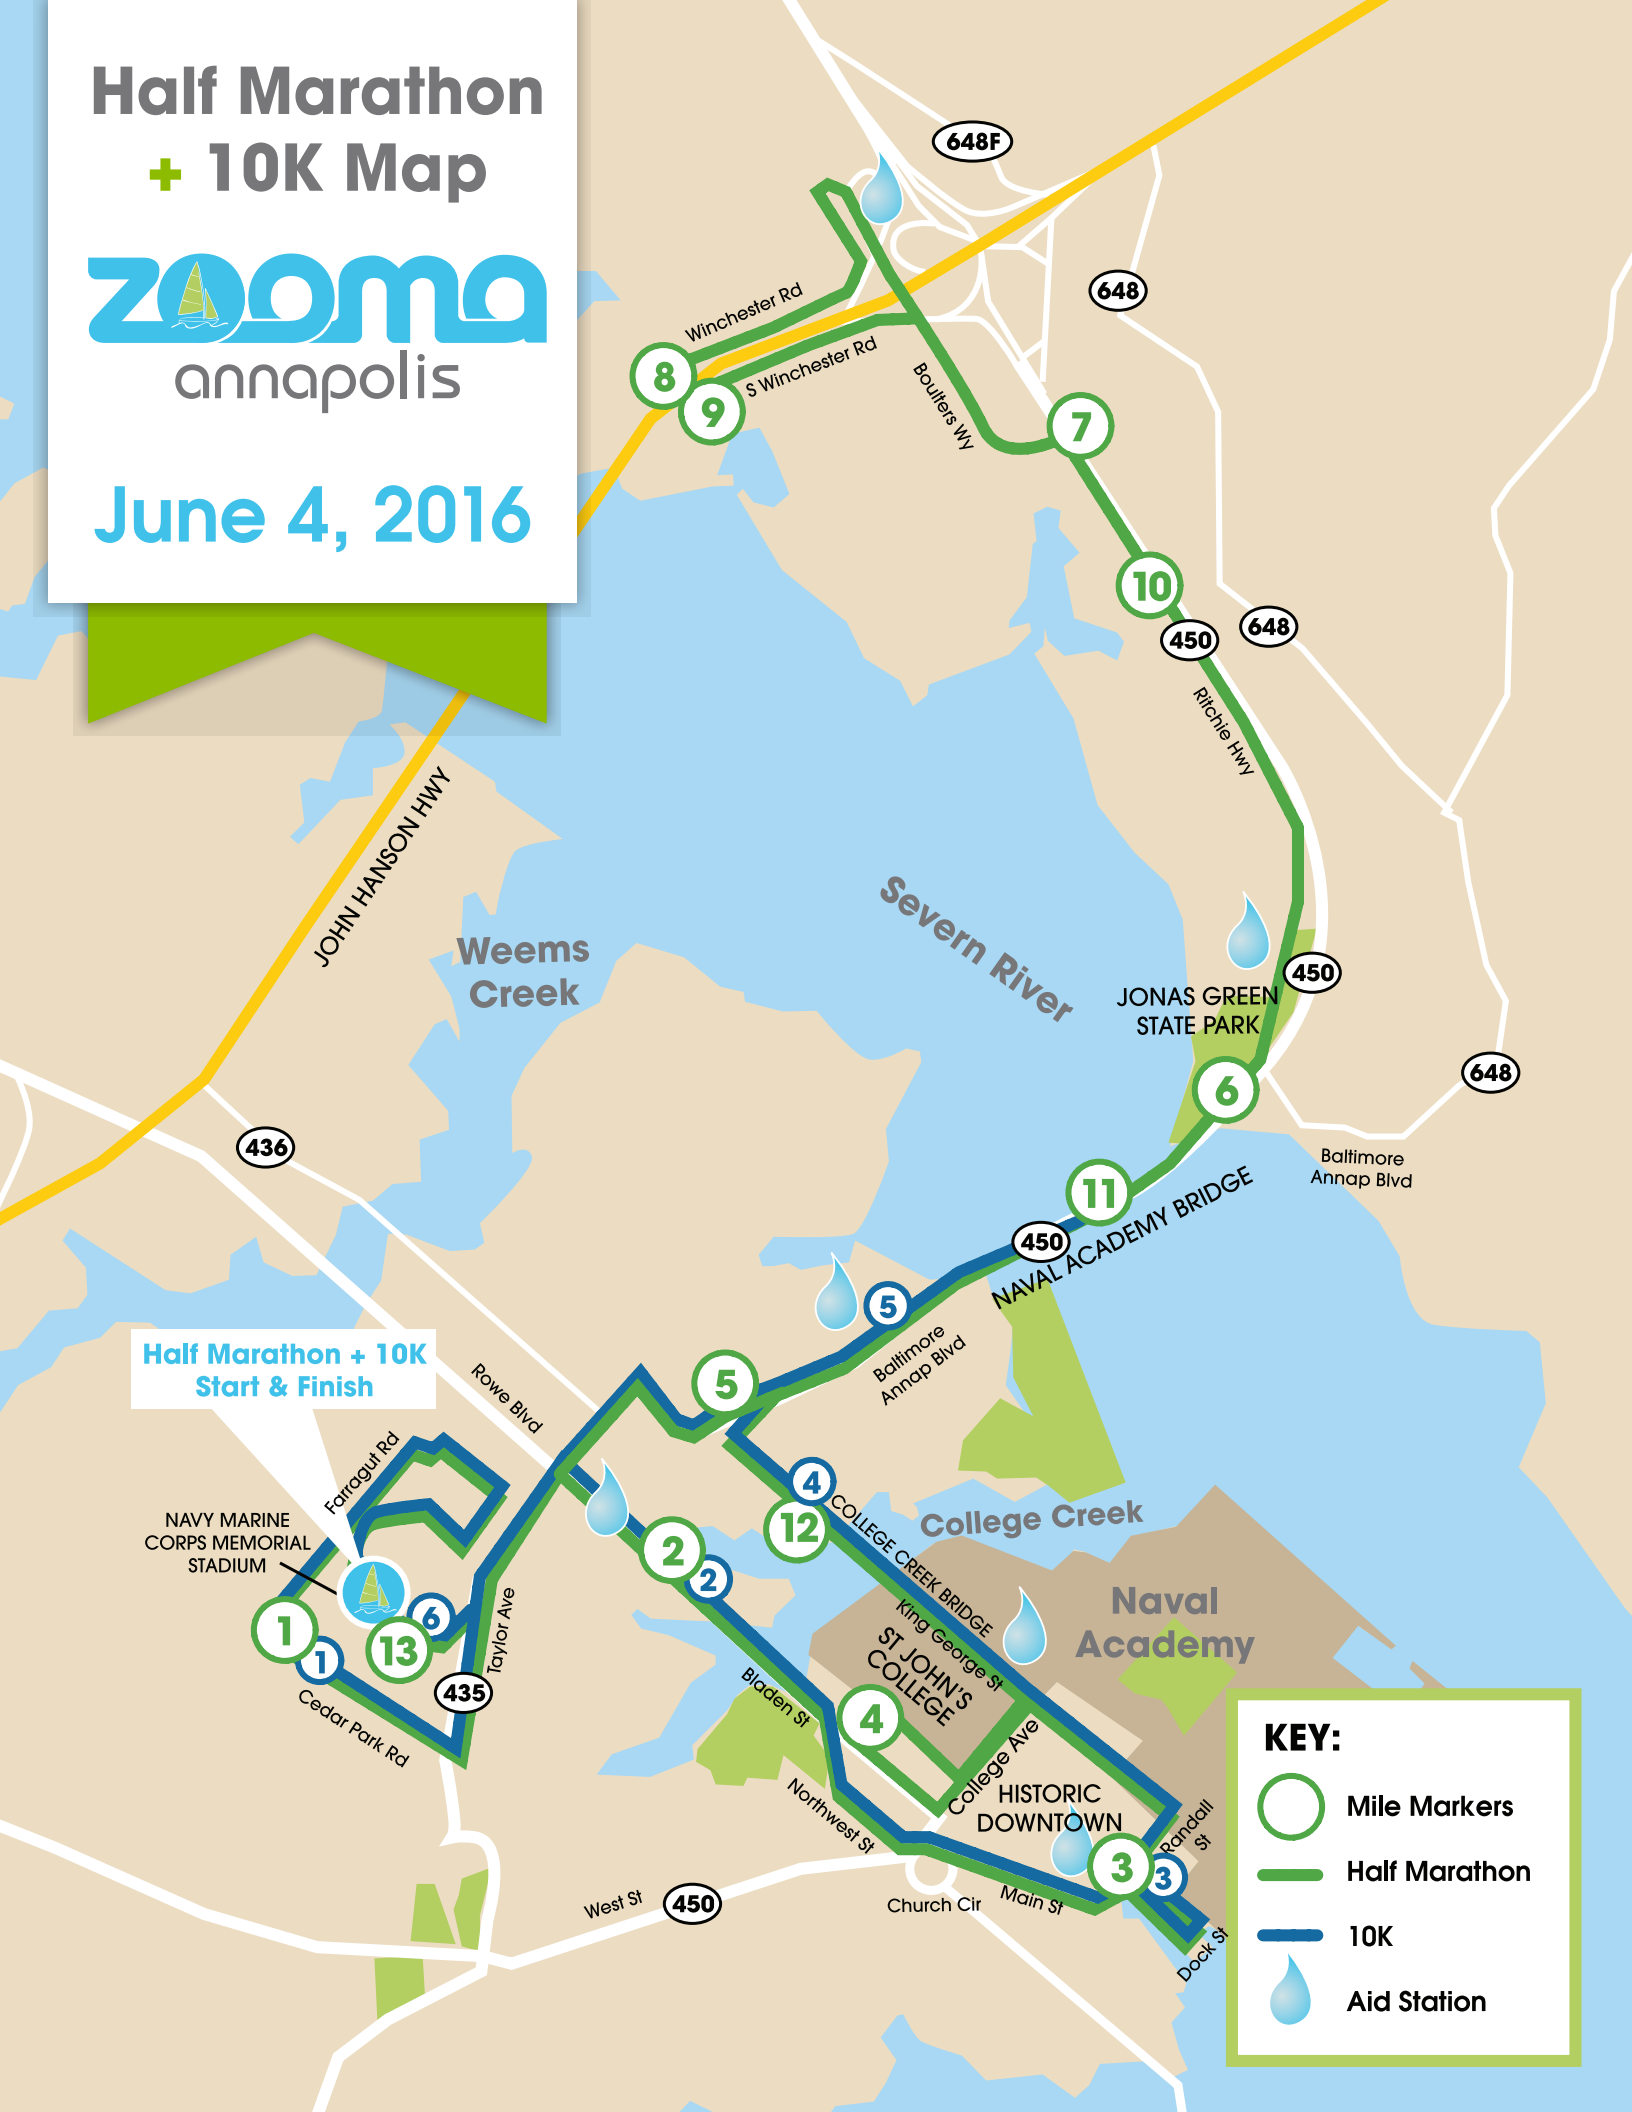 Half Marathon
+ 10K Map
zooma
annapolis
June 4, 2016
648F
648
Winchester Rd
S Winchester Rd
Boulters Wy
8
9
7
10
450
648
Ritchie Hwy
JOHN HANSON HWY
Weems
Creek
Severn River
450
JONAS GREEN
STATE PARK
6
648
436
11
Baltimore
Annap Blvd
450
NAVAL ACADEMY BRIDGE
5
Baltimore
Annap Blvd
Half Marathon + 10K
Start & Finish
Rowe Blvd
5
Farragut Rd
4
COLLEGE CREEK BRIDGE
College Creek
NAVY MARINE
CORPS MEMORIAL
STADIUM
12
2
2
King George St
Naval
Academy
6
1
13
1
Taylor Ave
435
Cedar Park Rd
ST JOHN'S
COLLEGE
Bladen St
4
College Ave
HISTORIC
DOWNTOWN
Northwest St
Randall
St
3
3
West St
450
Church Cir
Main St
Dock St
KEY:
Mile Markers
Half Marathon
10K
Aid Station